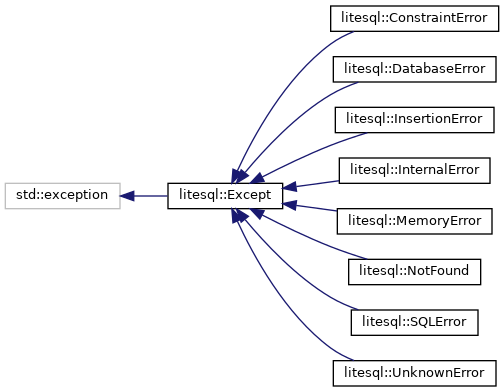 litesql::ConstraintError
litesql::DatabaseError
litesql::InsertionError
litesql::InternalError
std::exception
litesql::Except
litesql::MemoryError
litesql::NotFound
litesql::SQLError
litesql::UnknownError